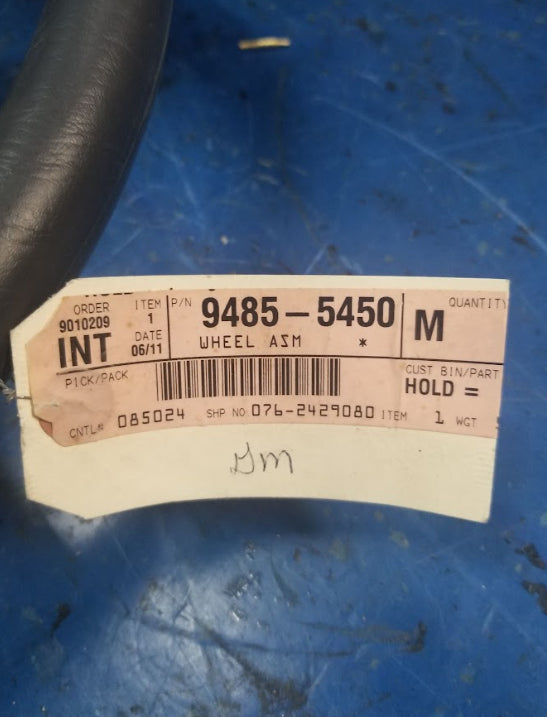 ORDER ITEM P/N 9485-5450 M QUANTITY
9010209 1
INT DATE WHEEL ASM *
06/11
PICK/PACK CUST BIN/PART
HOLD =
CNTL# 085024 SHP NO 076-2429080 ITEM 1 WGT
GM